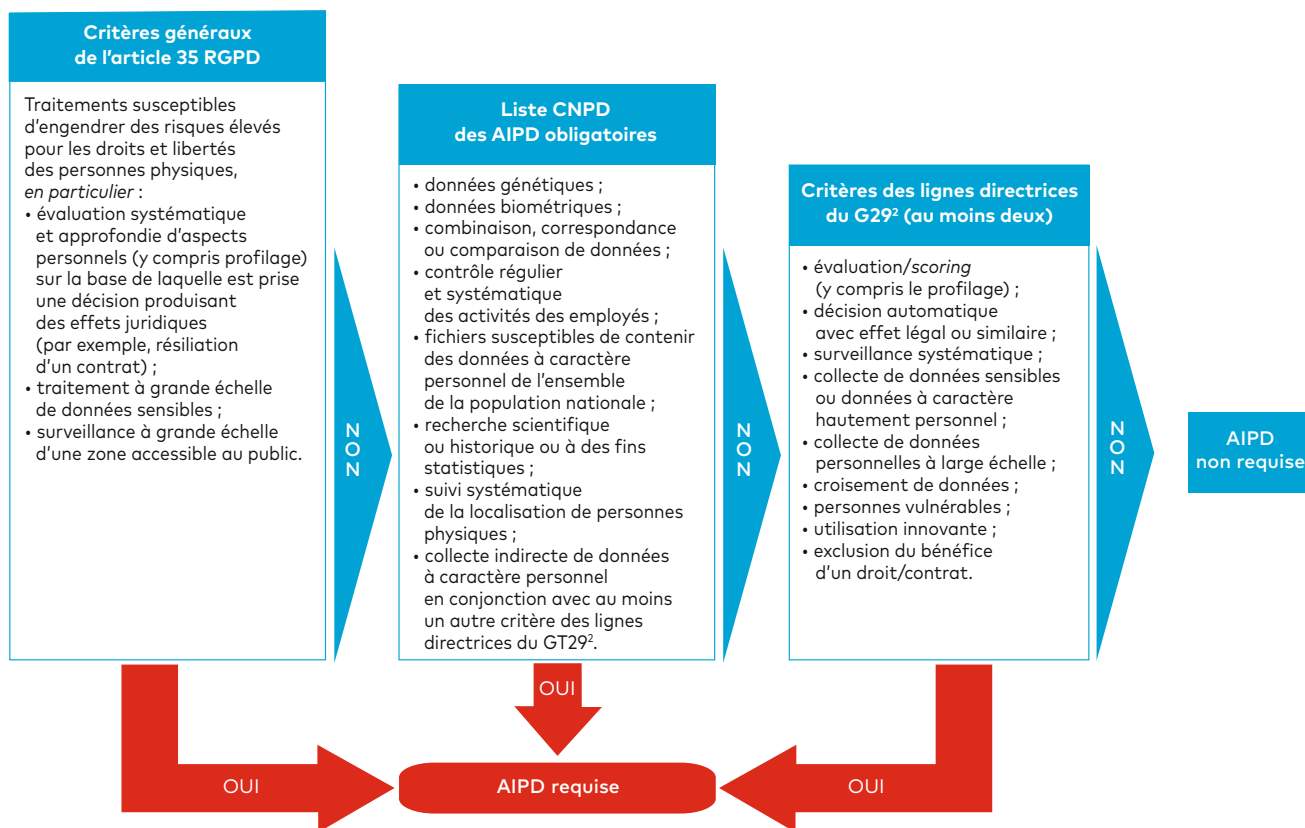 Critères généraux
de l'article 35 RGPD
Traitements susceptibles
d'engendrer des risques élevés
pour les droits et libertés
des personnes physiques,
en particulier :
• évaluation systématique
et approfondie d'aspects
personnels (y compris profilage)
sur la base de laquelle est prise
une décision produisant
des effets juridiques
(par exemple, résiliation
d'un contrat) ;
• traitement à grande échelle
de données sensibles ;
• surveillance à grande échelle
d'une zone accessible au public.
NON
Liste CNPD
des AIPD obligatoires
• données génétiques ;
• données biométriques ;
• combinaison, correspondance
ou comparaison de données ;
• contrôle régulier
et systématique
des activités des employés ;
• fichiers susceptibles de contenir
des données à caractère
personnel de l'ensemble
de la population nationale ;
• recherche scientifique
ou historique ou à des fins
statistiques ;
• suivi systématique
de la localisation de personnes
physiques ;
• collecte indirecte de données
à caractère personnel
en conjonction avec au moins
un autre critère des lignes
directrices du GT29².
NON
Critères des lignes directrices
du G29² (au moins deux)
• évaluation/scoring
(y compris le profilage) ;
• décision automatique
avec effet légal ou similaire ;
• surveillance systématique ;
• collecte de données sensibles
ou données à caractère
hautement personnel ;
• collecte de données
personnelles à large échelle ;
• croisement de données ;
• personnes vulnérables ;
• utilisation innovante ;
• exclusion du bénéfice
d'un droit/contrat.
NON
AIPD
non requise
OUI
OUI
AIPD requise
OUI